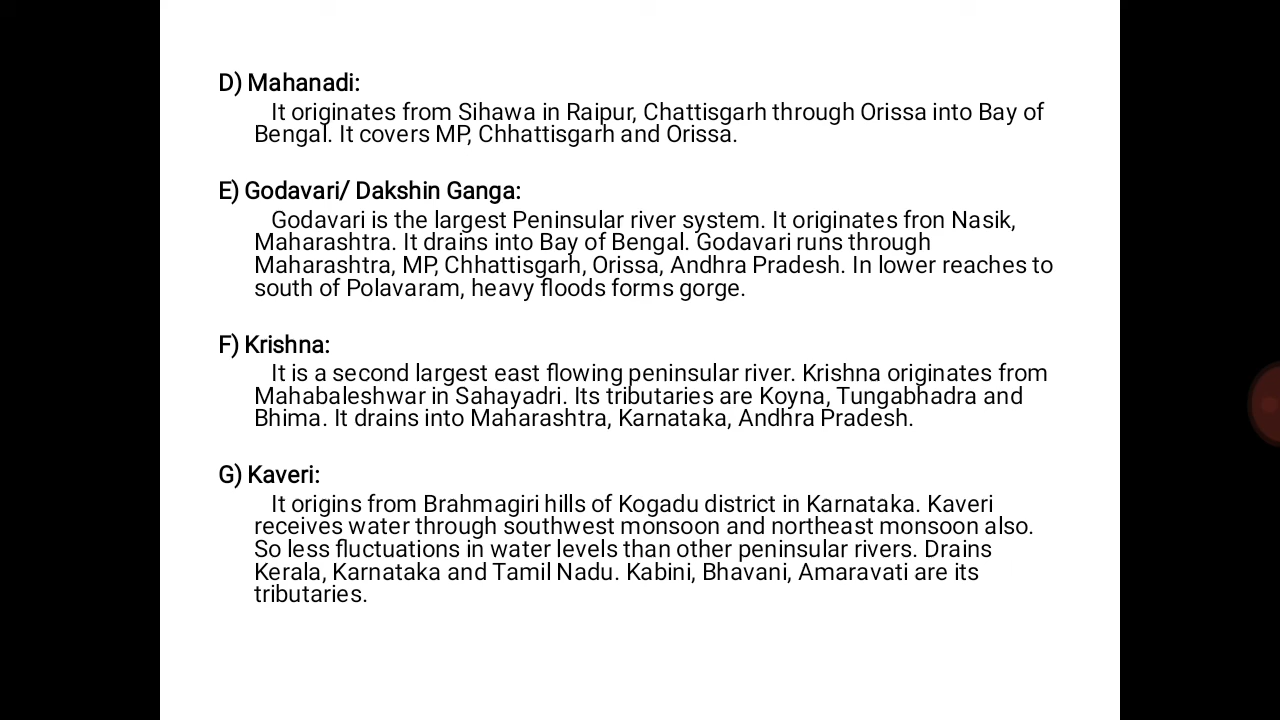 D) Mahanadi:
It originates from Sihawa in Raipur, Chattisgarh through Orissa into Bay of
Bengal. It covers MP, Chhattisgarh and Orissa.
E) Godavari/ Dakshin Ganga:
Godavari is the largest Peninsular river system. It originates fron Nasik,
Maharashtra. It drains into Bay of Bengal. Godavari runs through
Maharashtra, MP, Chhattisgarh, Orissa, Andhra Pradesh. In lower reaches to
south of Polavaram, heavy floods forms gorge.
F) Krishna:
It is a second largest east flowing peninsular river. Krishna originates from
Mahabaleshwar in Sahayadri. Its tributaries are Koyna, Tungabhadra and
Bhima. It drains into Maharashtra, Karnataka, Andhra Pradesh.
G) Kaveri:
It origins from Brahmagiri hills of Kogadu district in Karnataka. Kaveri
receives water through southwest monsoon and northeast monsoon also.
So less fluctuations in water levels than other peninsular rivers. Drains
Kerala, Karnataka and Tamil Nadu. Kabini, Bhavani, Amaravati are its
tributaries.